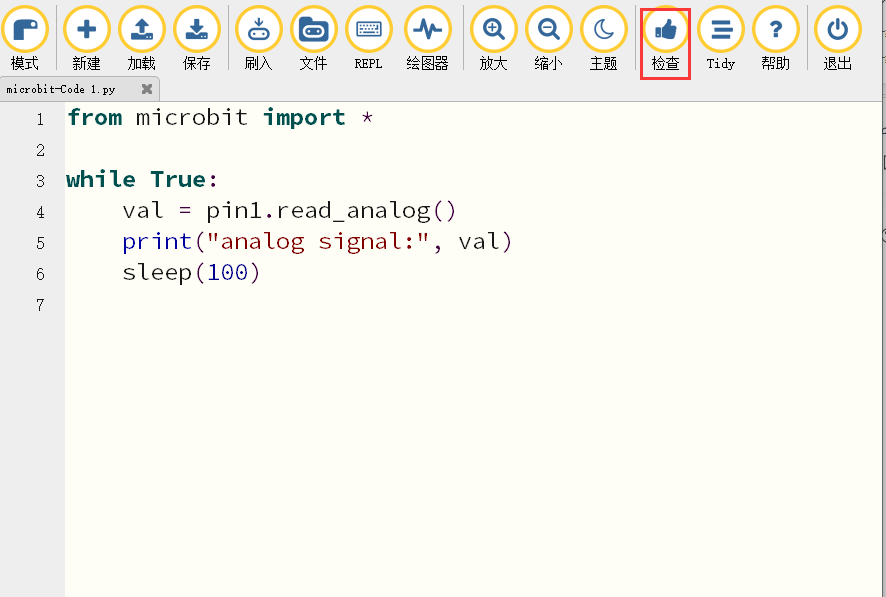 模式 新建 加载 保存 刷入 文件 REPL 绘图器 放大 缩小 主题 检查 Tidy 帮助 退出
microbit-Code 1.py
1 from microbit import *
2
3 while True:
4     val = pin1.read_analog()
5     print("analog signal:", val)
6     sleep(100)
7